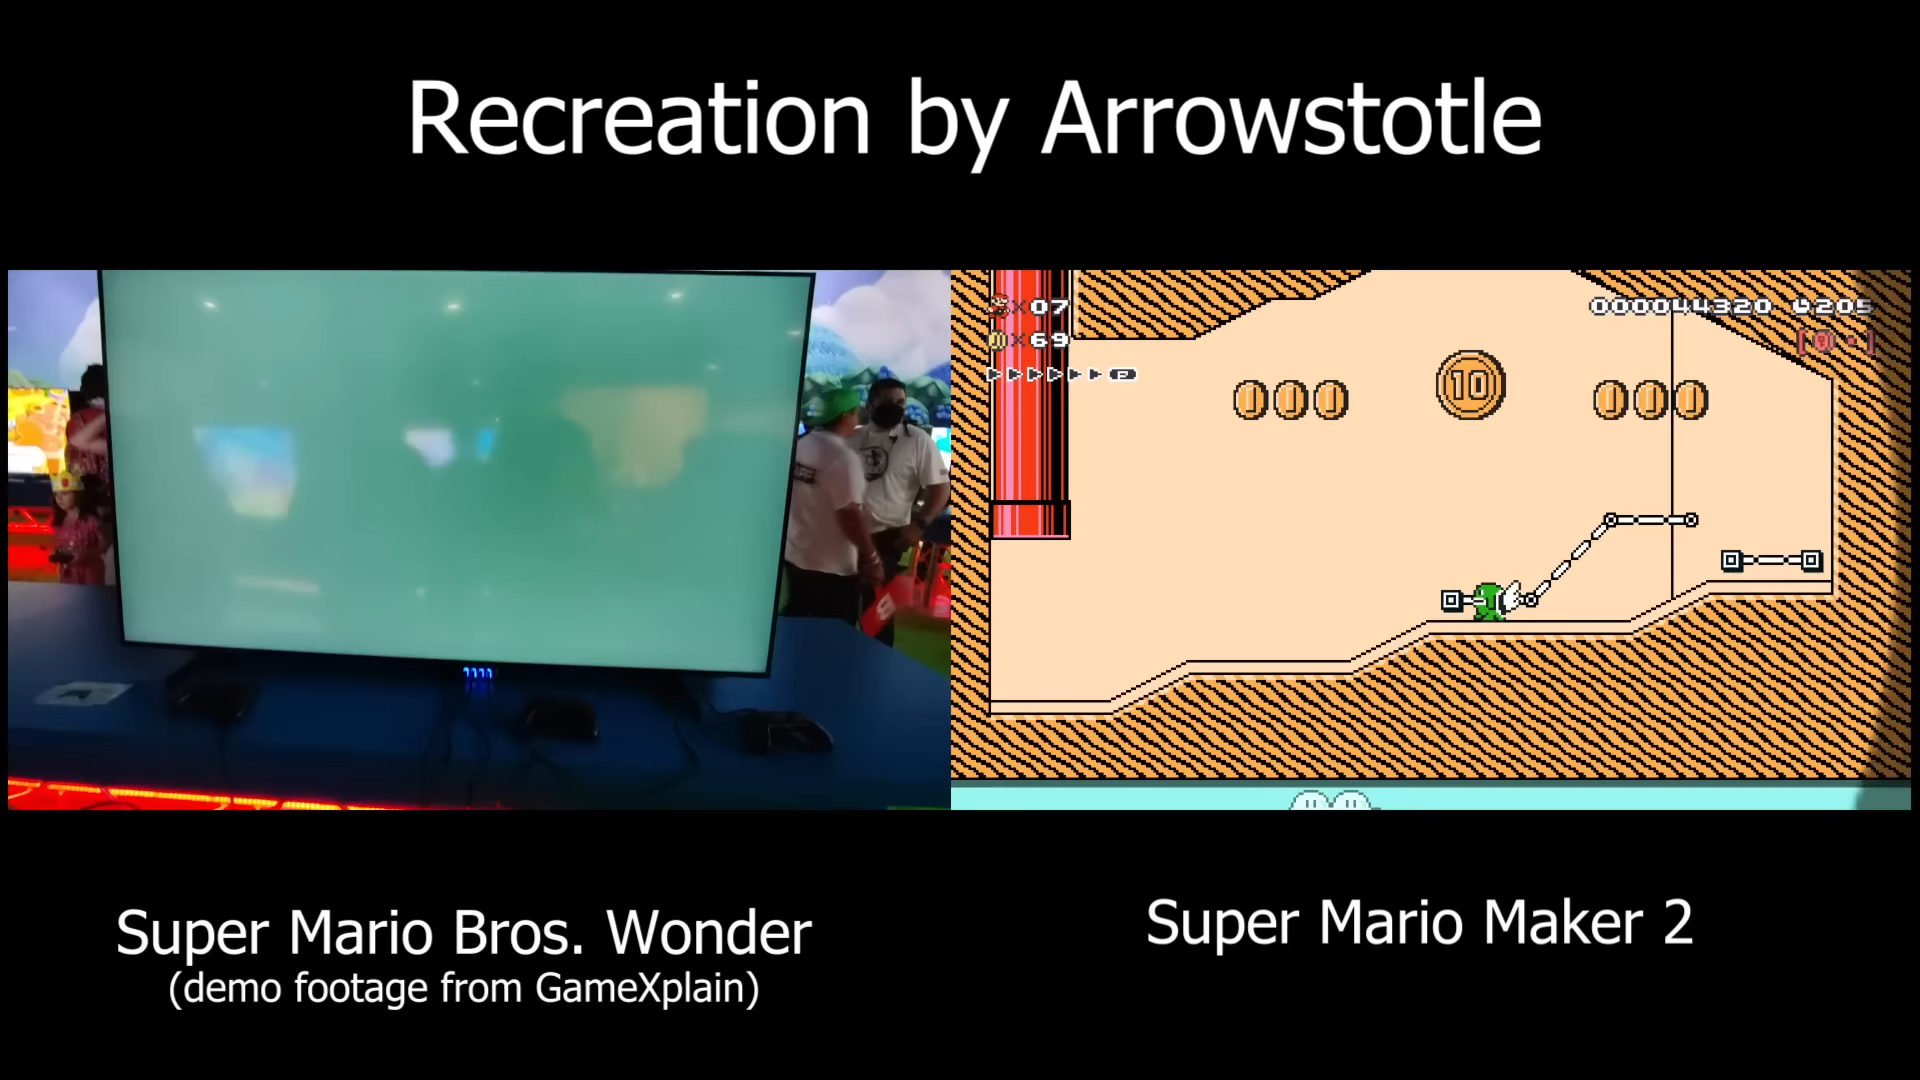 Recreation by Arrowstotle
×07
000044320 205
×69
P
10
Super Mario Bros. Wonder
(demo footage from GameXplain)
Super Mario Maker 2